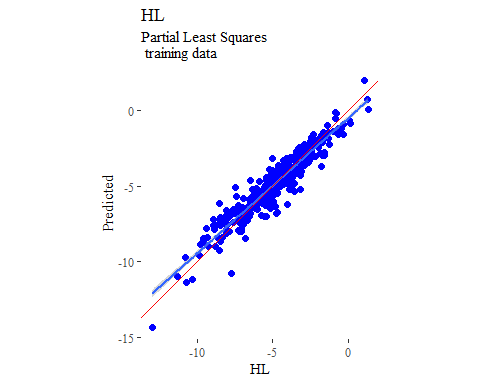 HL
Partial Least Squares
training data
0
-5
-10
-15
Predicted
-10
-5
0
HL